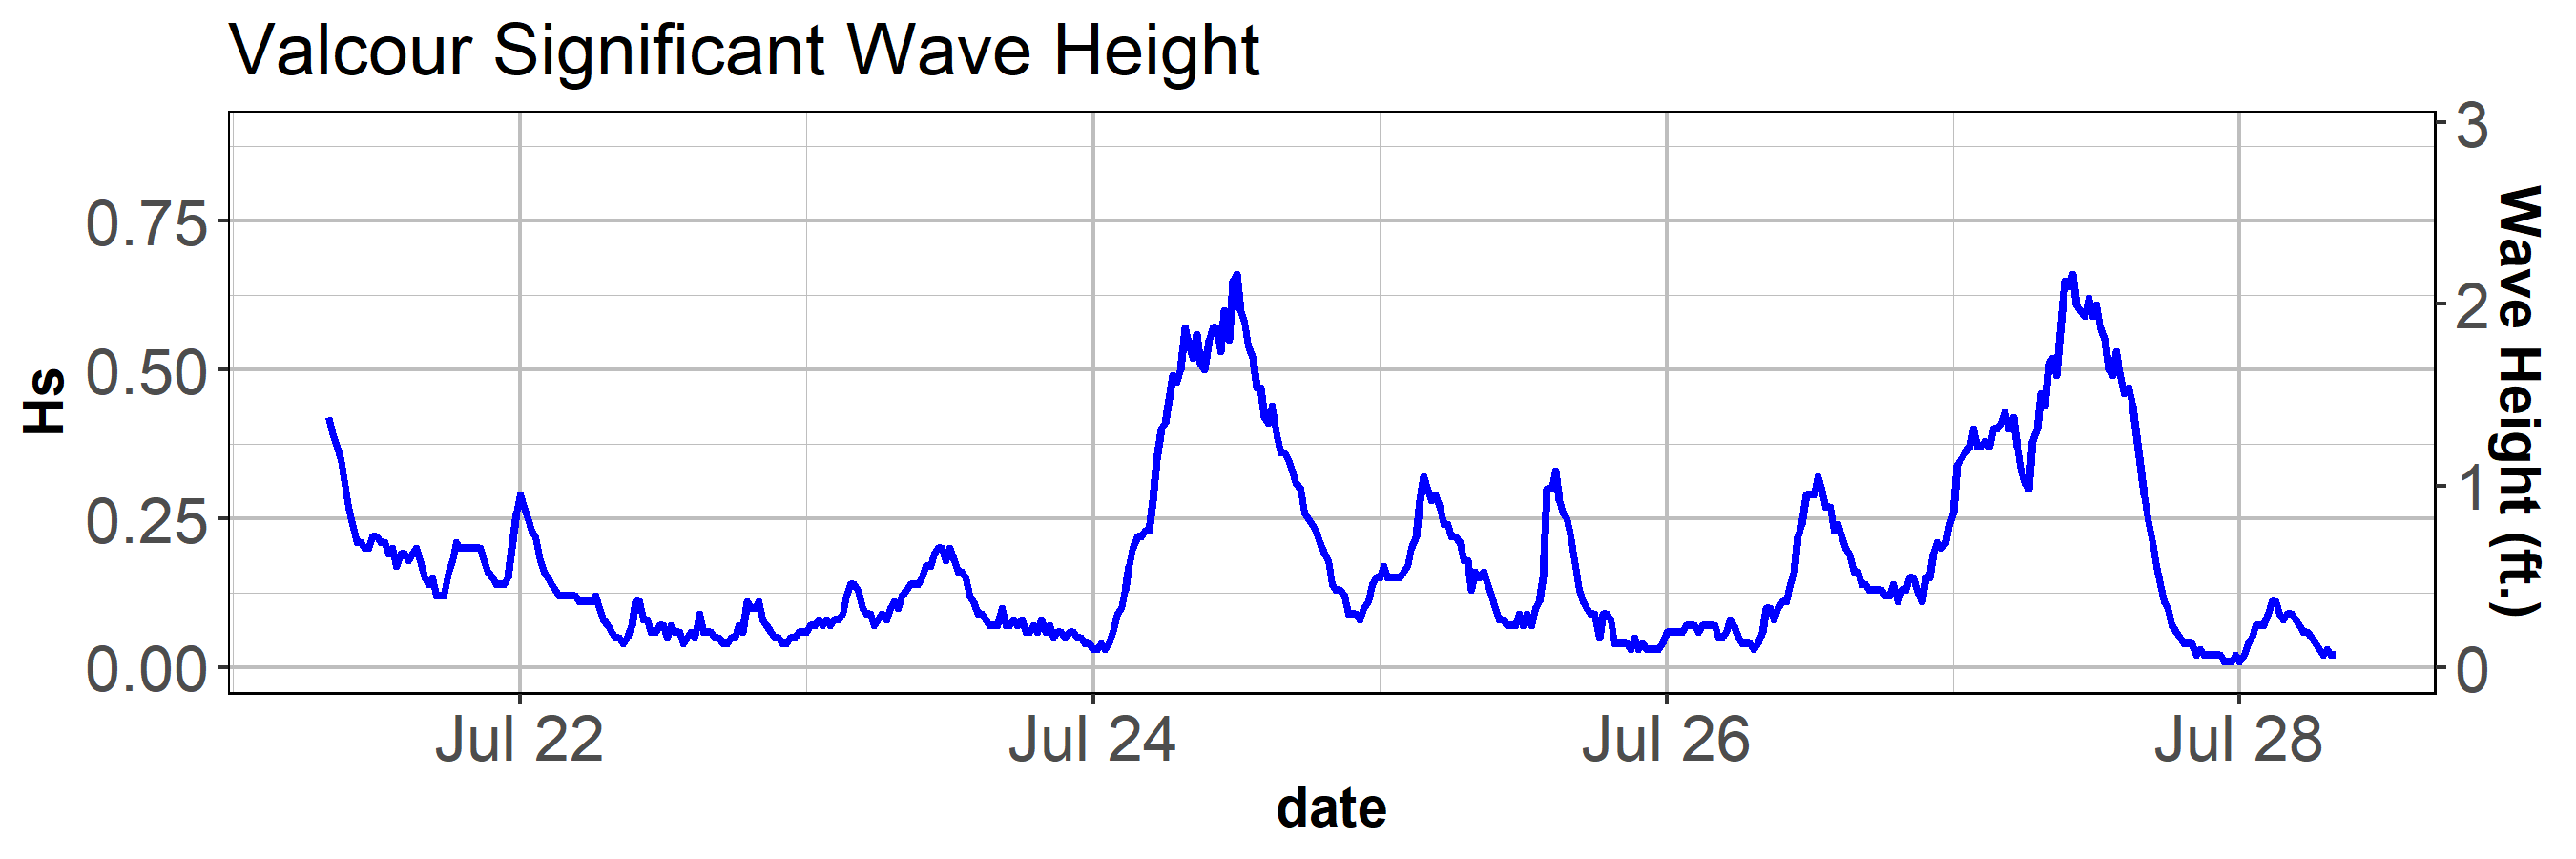 Valcour Significant Wave Height
Hs
0.75
0.50
0.25
0.00
3
2
1
0
Wave Height (ft.)
Jul 22
Jul 24
Jul 26
Jul 28
date